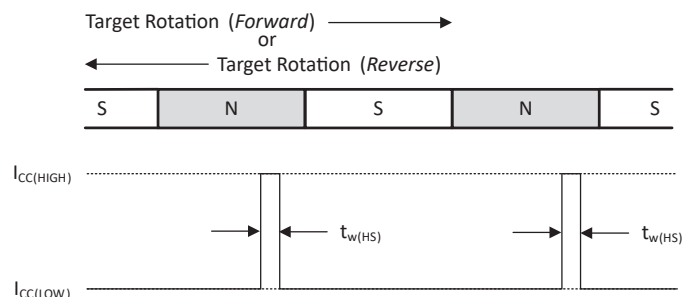 Target Rotation (Forward)
or
Target Rotation (Reverse)
S N S N S
ICC(HIGH)
tw(HS) tw(HS)
ICC(LOW)